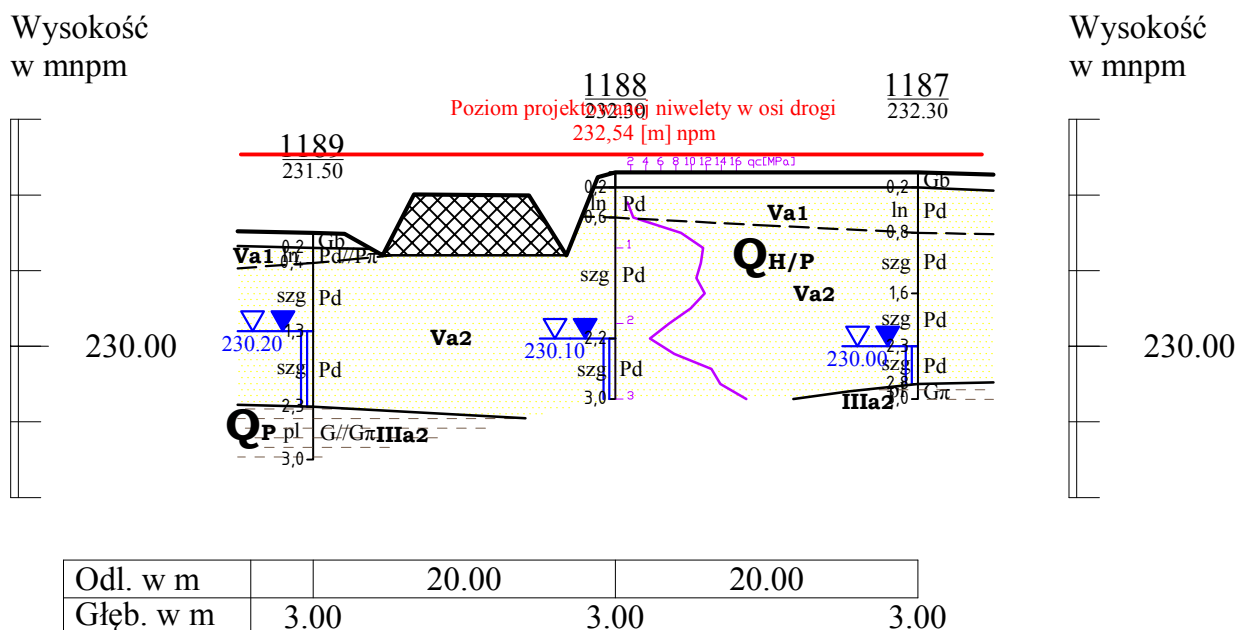 Wysokość
w mnpm
Wysokość
w mnpm
1188
232.30
1187
232.30
Poziom projektowanej niwelety w osi drogi
232,54 [m] npm
1189
231.50
2 4 6 8 10 12 14 16 qc[MPa]
0,2
0,2 Gb
ln Pd
Va1
ln Pd
0,6
0,8
0,2 Gb
Va1 ln Pd//Pπ
0,4
1
QH/P
szg Pd
szg Pd
szg Pd
Va2
1,6
2
szg Pd
230.20
1,3
Va2
230.10
2,2
230.00
2,3
230.00
230.00
szg Pd
szg Pd
szg Pd
2,8
pl Gπ
3,0
3
3,0
IIIa2
2,3
QP pl G//Gπ IIIa2
3,0
Odl. w m 20.00 20.00
Głęb. w m 3.00 3.00 3.00